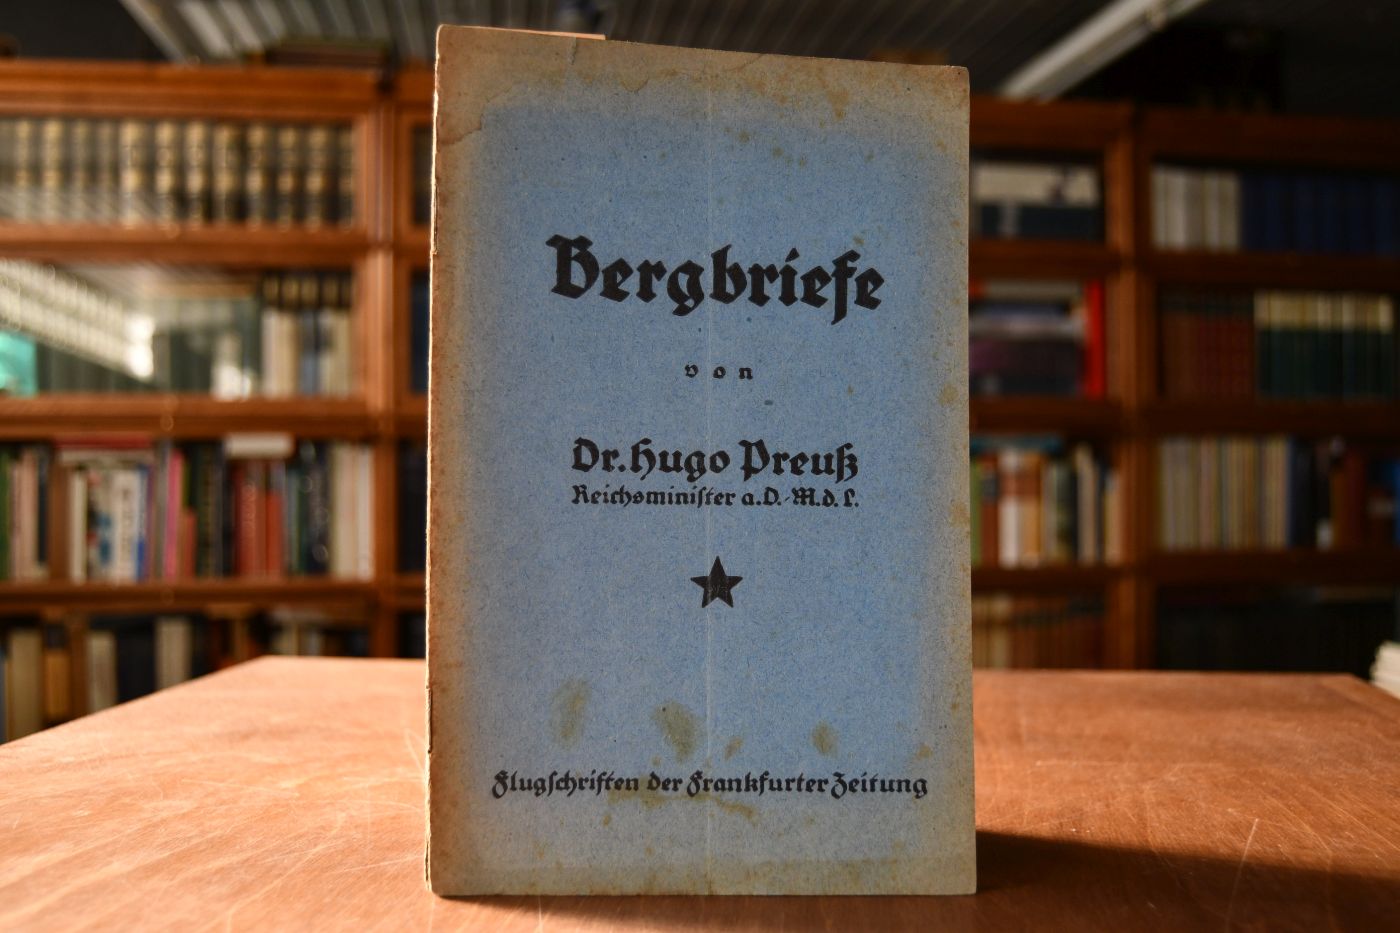 Bergbriefe
von
Dr. Hugo Preuß
Reichsminiſter a.D.-M.d.L.
Flugſchriften der Frankfurter Zeitung